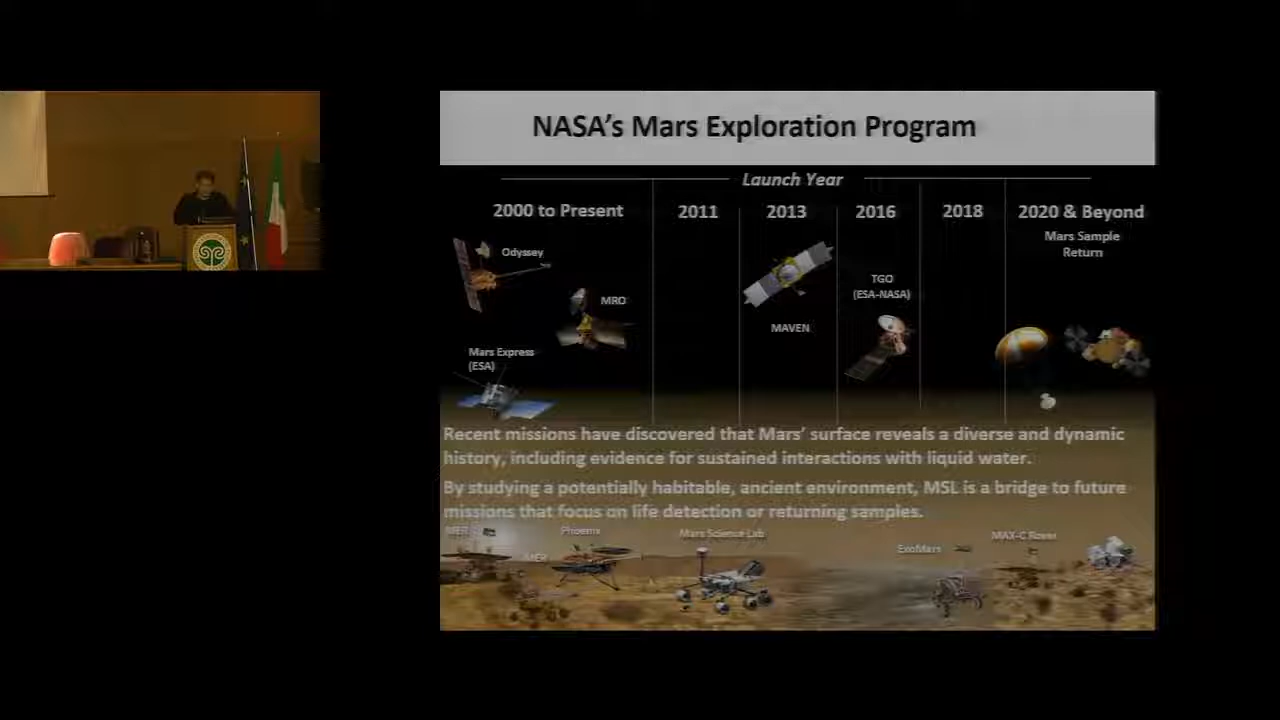 NASA's Mars Exploration Program
Launch Year
2000 to Present
2011
2013
2016
2018
2020 & Beyond
Mars Sample
Return
Odyssey
MRO
Mars Express
(ESA)
MAVEN
TGO
(ESA-NASA)
Recent missions have discovered that Mars' surface reveals a diverse and dynamic
history, including evidence for sustained interactions with liquid water.
By studying a potentially habitable, ancient environment, MSL is a bridge to future
missions that focus on life detection or returning samples.
MER
Phoenix
MER
Mars Science Lab
ExoMars
MAX-C Rover